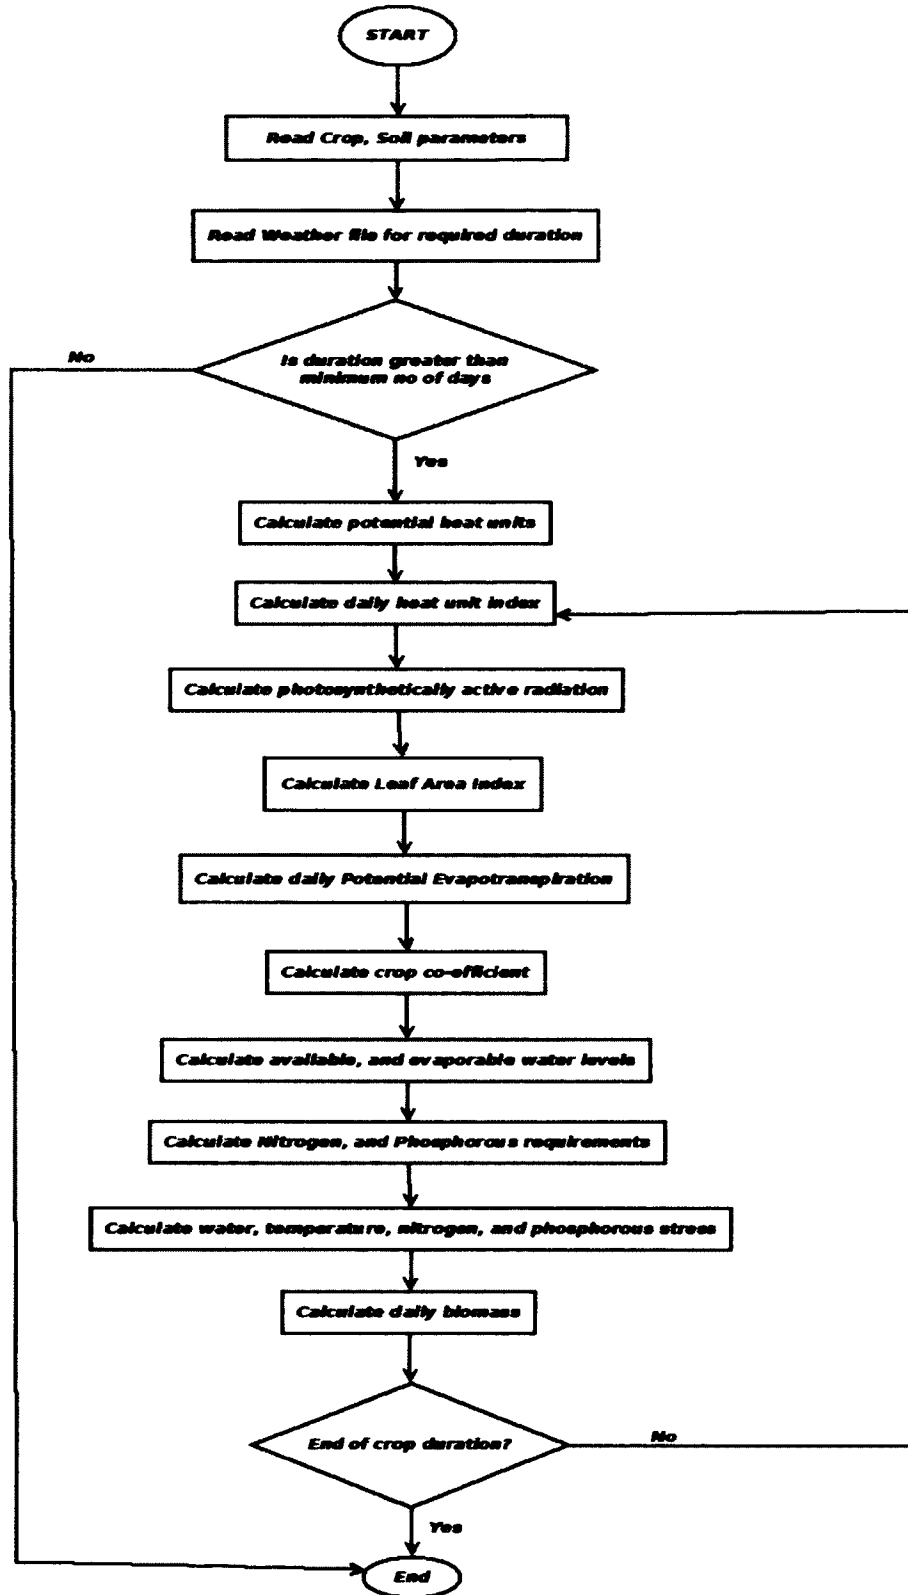 START
Read Crop, Soil parameters
Read Weather file for required duration
Is duration greater than
minimum no of days
No
Yes
Calculate potential heat units
Calculate daily heat unit index
Calculate photosynthetically active radiation
Calculate Leaf Area Index
Calculate daily Potential Evapotranspiration
Calculate crop co-efficient
Calculate available, and evaporable water levels
Calculate Nitrogen, and Phosphorous requirements
Calculate water, temperature, nitrogen, and phosphorous stress
Calculate daily biomass
End of crop duration?
No
Yes
End